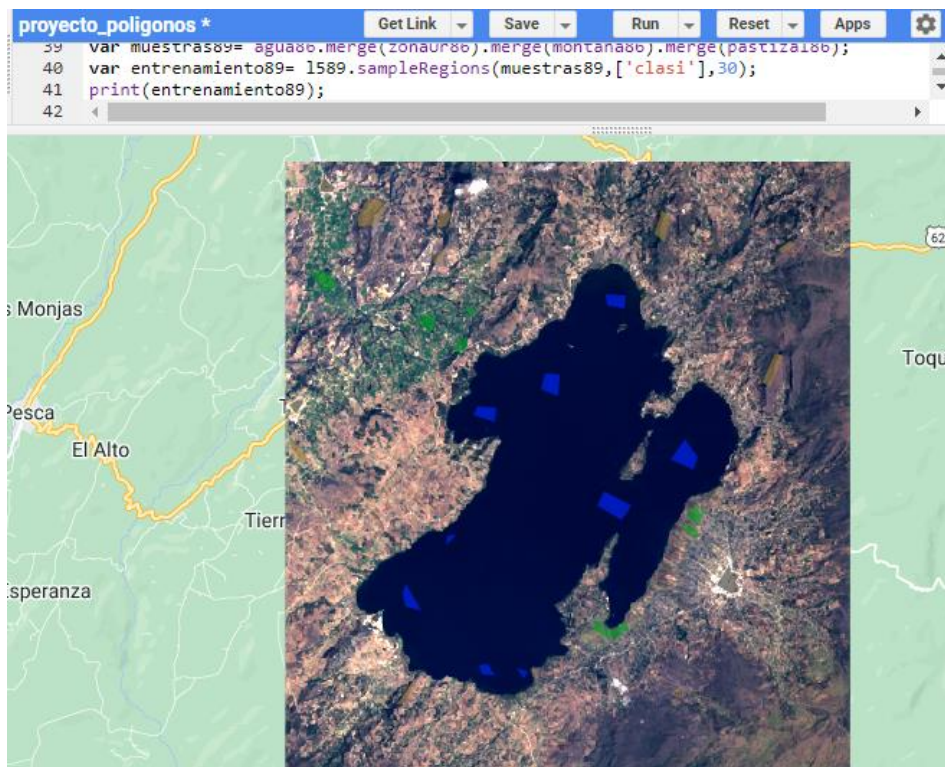 proyecto_poligonos *
Get Link
Save
Run
Reset
Apps
39 var muestras89= agua86.merge(zonaUr86).merge(montana86).merge(pastizal86);
40 var entrenamiento89= l589.sampleRegions(muestras89,['clasi'],30);
41 print(entrenamiento89);
42
62
s Monjas
Toqu
Pesca
T
El Alto
Tierr
Esperanza